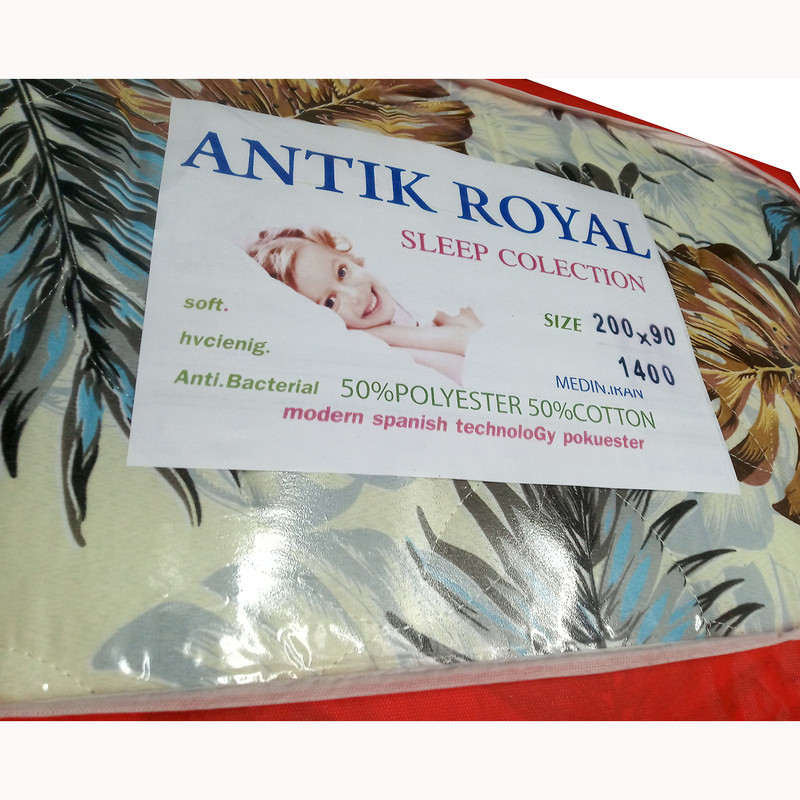 ANTIK ROYAL
SLEEP COLECTION
soft.
hvcienig.
Anti.Bacterial
SIZE 200x90
1400
MEDIN.IRAN
50%POLYESTER 50%COTTON
modern spanish technoloGy pokuester